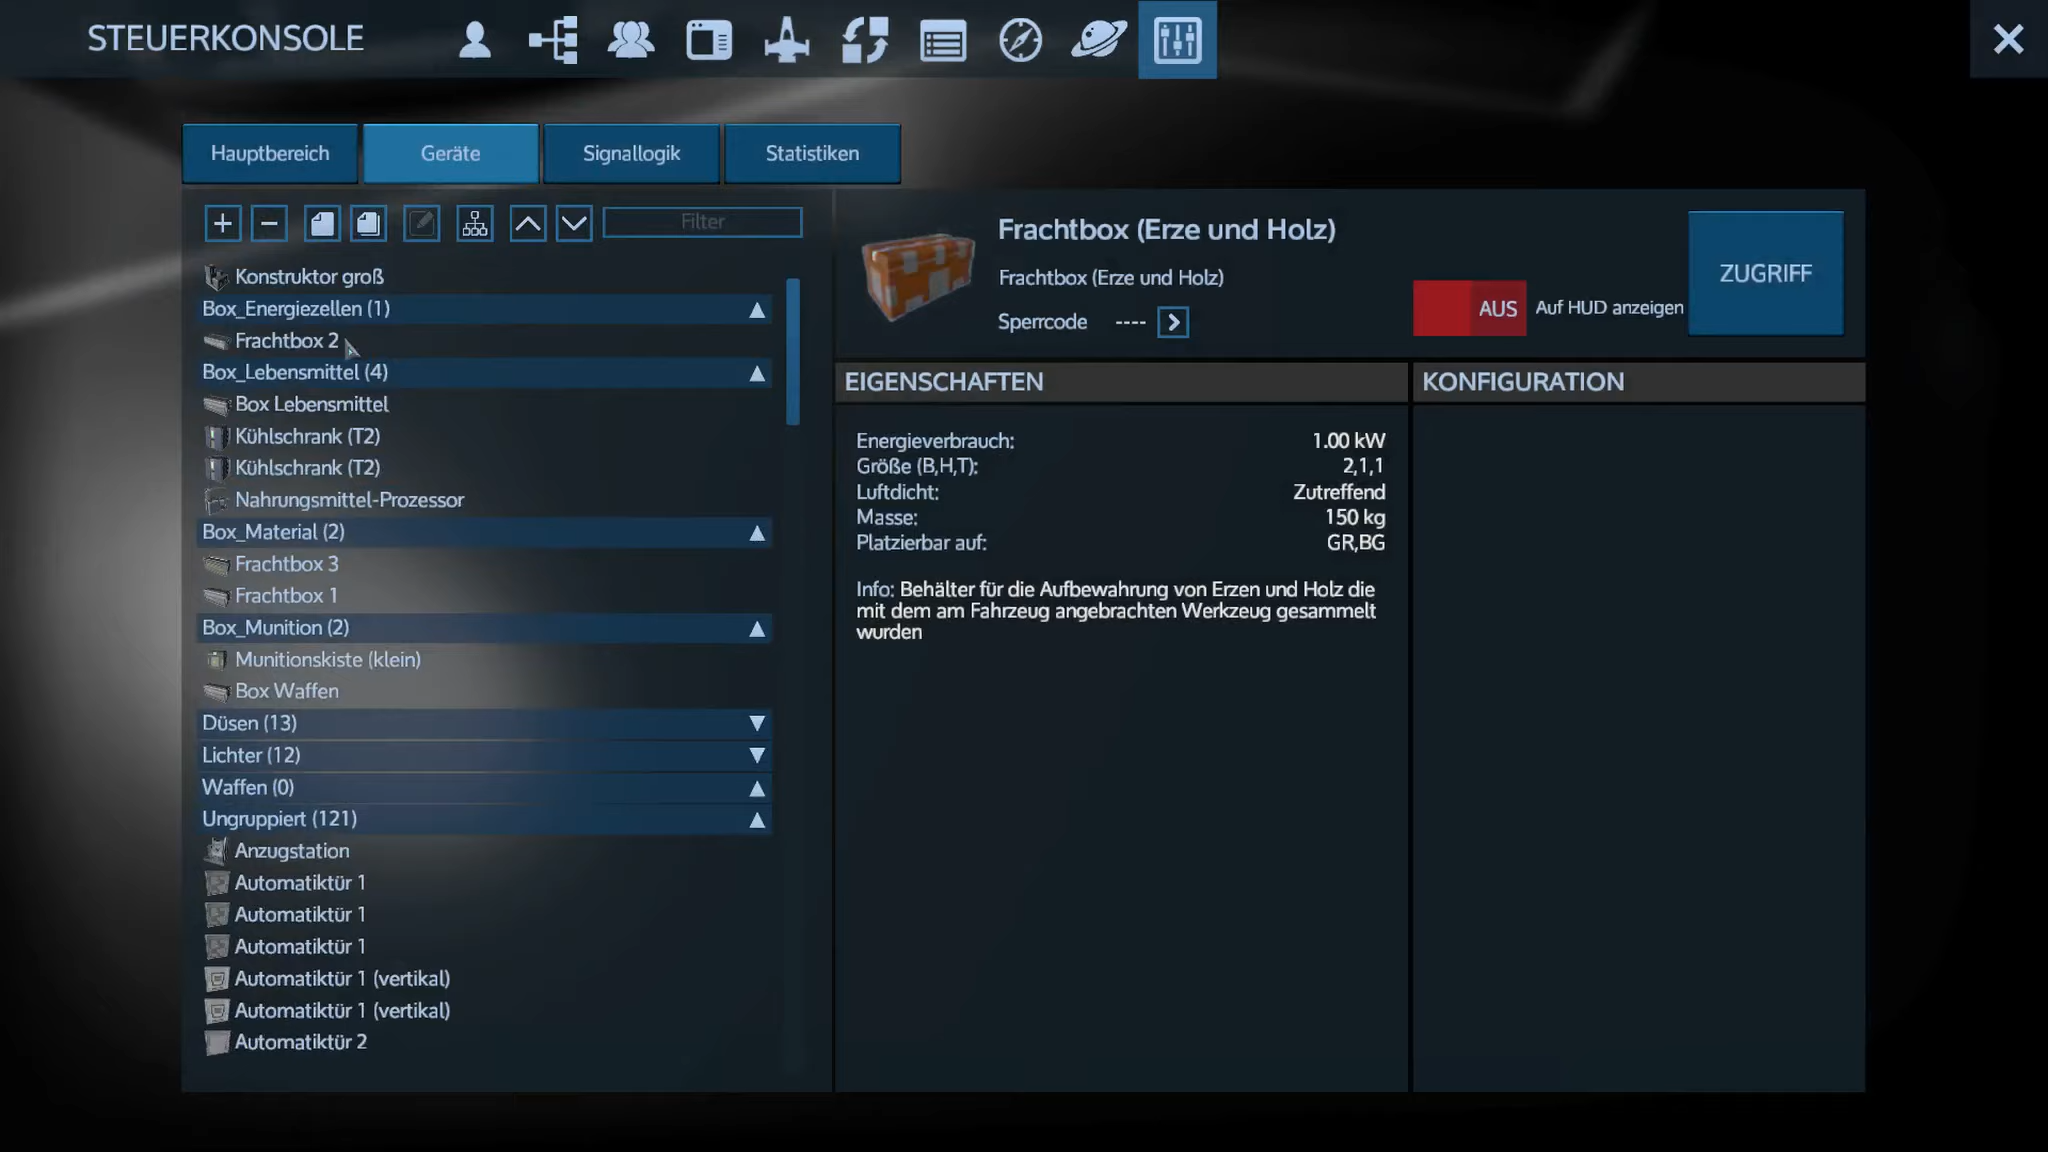 STEUERKONSOLE
Hauptbereich
Geräte
Signallogik
Statistiken
Filter
Konstruktor groß
Box_Energiezellen (1)
Frachtbox 2
Box_Lebensmittel (4)
Box Lebensmittel
Kühlschrank (T2)
Kühlschrank (T2)
Nahrungsmittel-Prozessor
Box_Material (2)
Frachtbox 3
Frachtbox 1
Box_Munition (2)
Munitionskiste (klein)
Box Waffen
Düsen (13)
Lichter (12)
Waffen (0)
Ungruppiert (121)
Anzugstation
Automatiktür 1
Automatiktür 1
Automatiktür 1
Automatiktür 1 (vertikal)
Automatiktür 1 (vertikal)
Automatiktür 2
Frachtbox (Erze und Holz)
Frachtbox (Erze und Holz)
Sperrcode ----
AUS Auf HUD anzeigen
ZUGRIFF
EIGENSCHAFTEN
Energieverbrauch: 1.00 kW
Größe (B,H,T): 2,1,1
Luftdicht: Zutreffend
Masse: 150 kg
Platzierbar auf: GR,BG
Info: Behälter für die Aufbewahrung von Erzen und Holz die
mit dem am Fahrzeug angebrachten Werkzeug gesammelt
wurden
KONFIGURATION